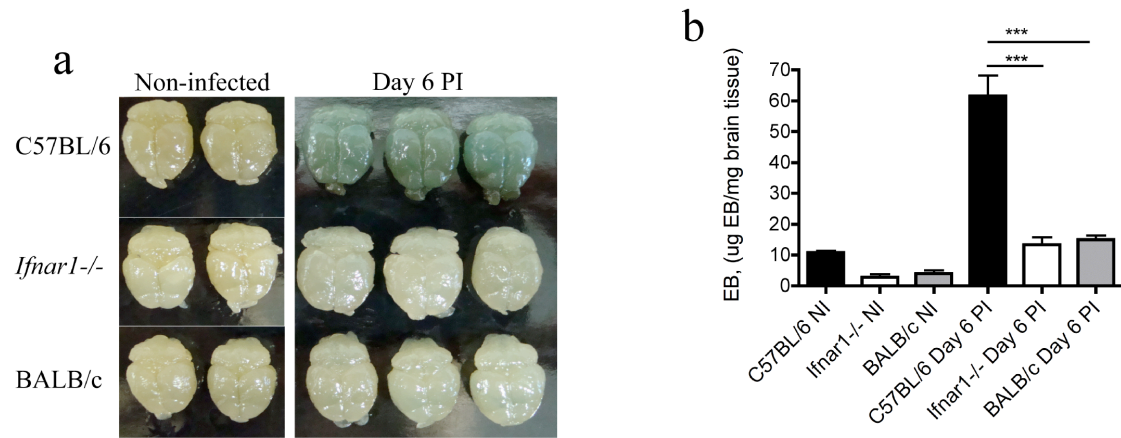 a
Non-infected
Day 6 PI
C57BL/6
Ifnar1-/-
BALB/c
b
***
***
70
60
50
40
30
20
10
0
EB, (ug EB/mg brain tissue)
C57BL/6 NI
Ifnar1-/- NI
BALB/c NI
C57BL/6 Day 6 PI
Ifnar1-/- Day 6 PI
BALB/c Day 6 PI